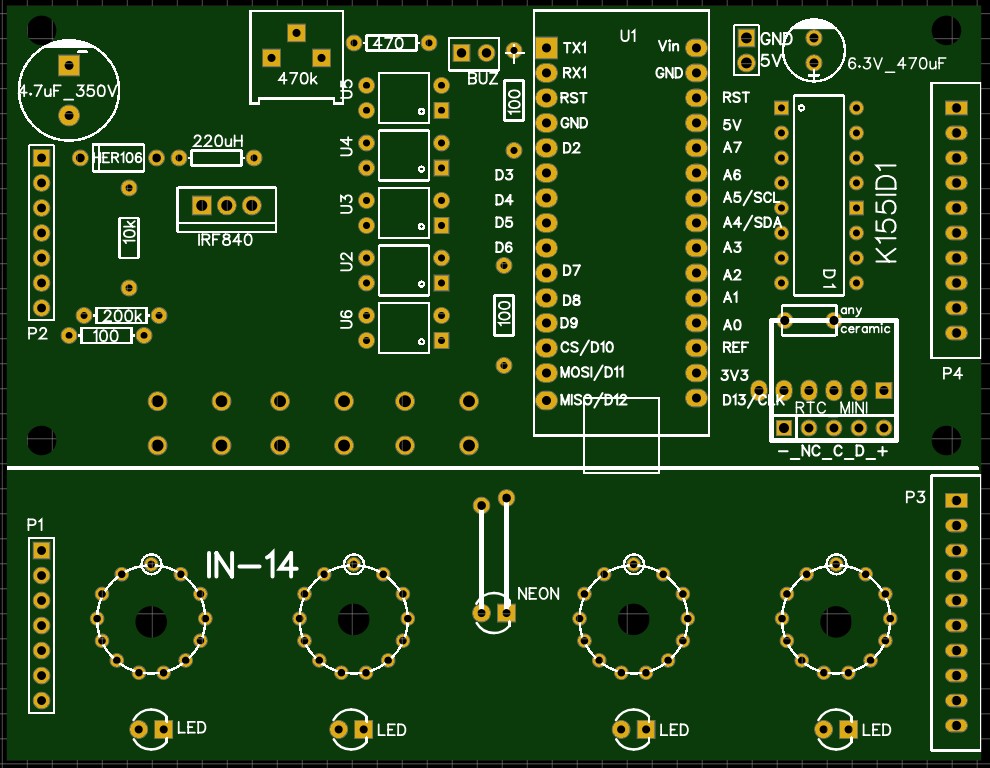 U1
470
470k
BUZ
100
GND
5V
6.3V_470uF
4.7uF_350V
220uH
HER106
IRF840
10k
200k
100
P2
U5
U4
U3
U2
U6
100
D3
D4
D5
D6
TX1
RX1
RST
GND
D2
D7
D8
D9
CS/D10
MOSI/D11
MISO/D12
Vin
GND
RST
5V
A7
A6
A5/SCL
A4/SDA
A3
A2
A1
A0
REF
3V3
D13/CLK
D1
K155ID1
any
ceramic
RTC MINI
-_NC_C_D_+
P4
P1
IN-14
NEON
P3
LED
LED
LED
LED